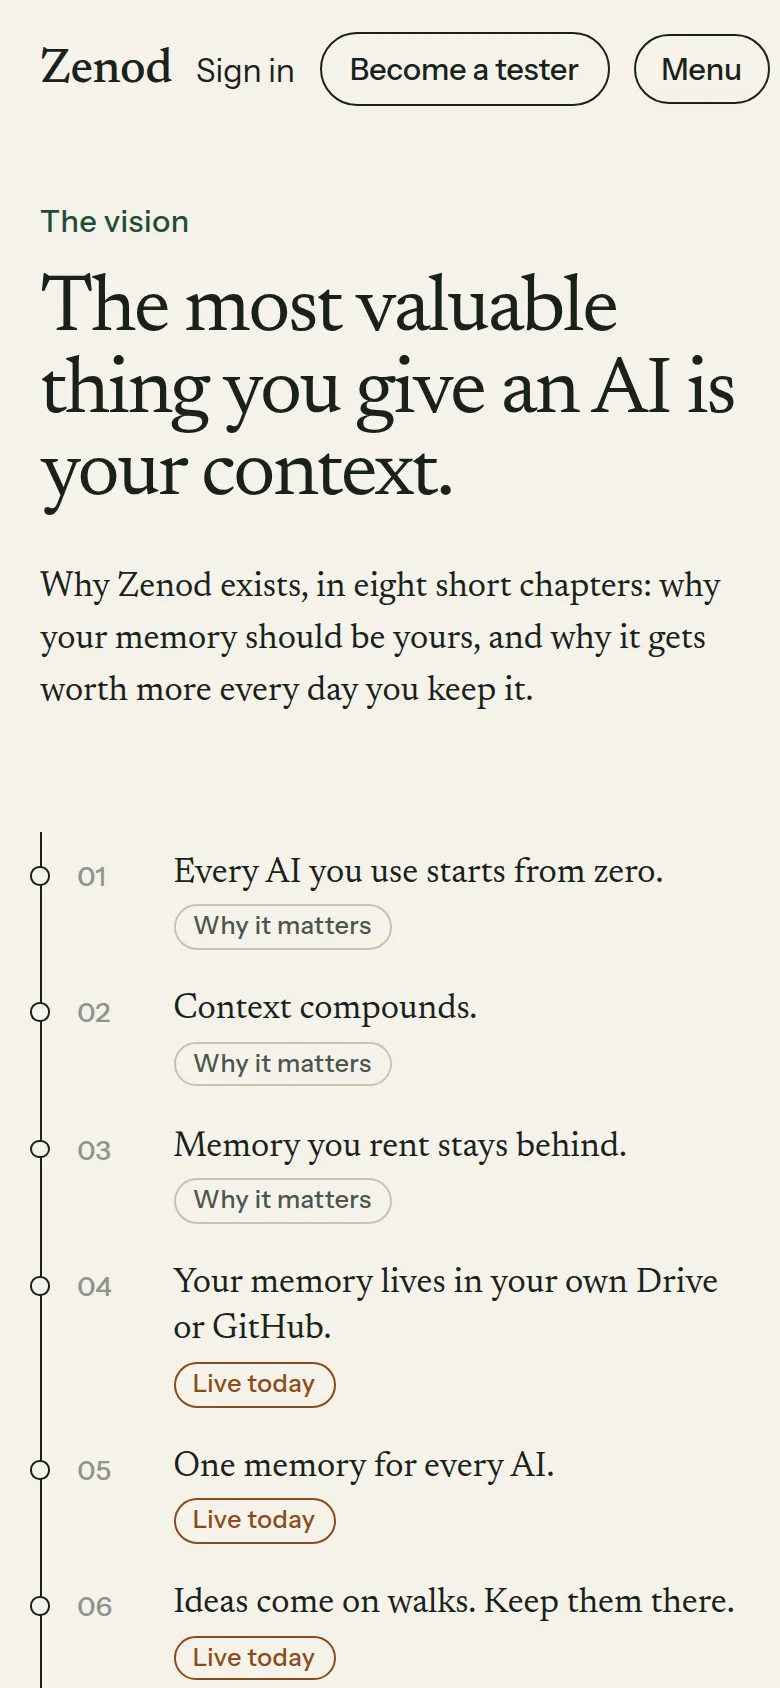 Zenod Sign in Become a tester Menu
The vision
The most valuable
thing you give an AI is
your context.
Why Zenod exists, in eight short chapters: why
your memory should be yours, and why it gets
worth more every day you keep it.
01 Every AI you use starts from zero.
Why it matters
02 Context compounds.
Why it matters
03 Memory you rent stays behind.
Why it matters
04 Your memory lives in your own Drive
or GitHub.
Live today
05 One memory for every AI.
Live today
06 Ideas come on walks. Keep them there.
Live today